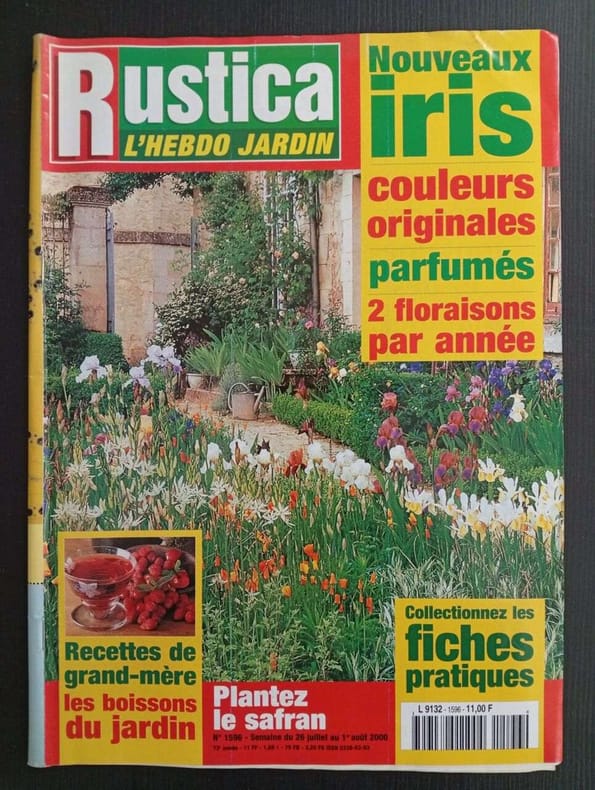 Rustica
L'HEBDO JARDIN
Nouveaux
iris
couleurs
originales
parfumés
2 floraisons
par année
Recettes de
grand-mère
les boissons
du jardin
Plantez
le safran
N° 1596 - Semaine du 26 juillet au 1er août 2000
Collectionnez les
fiches
pratiques
L 9132 - 1596 - 11,00 F